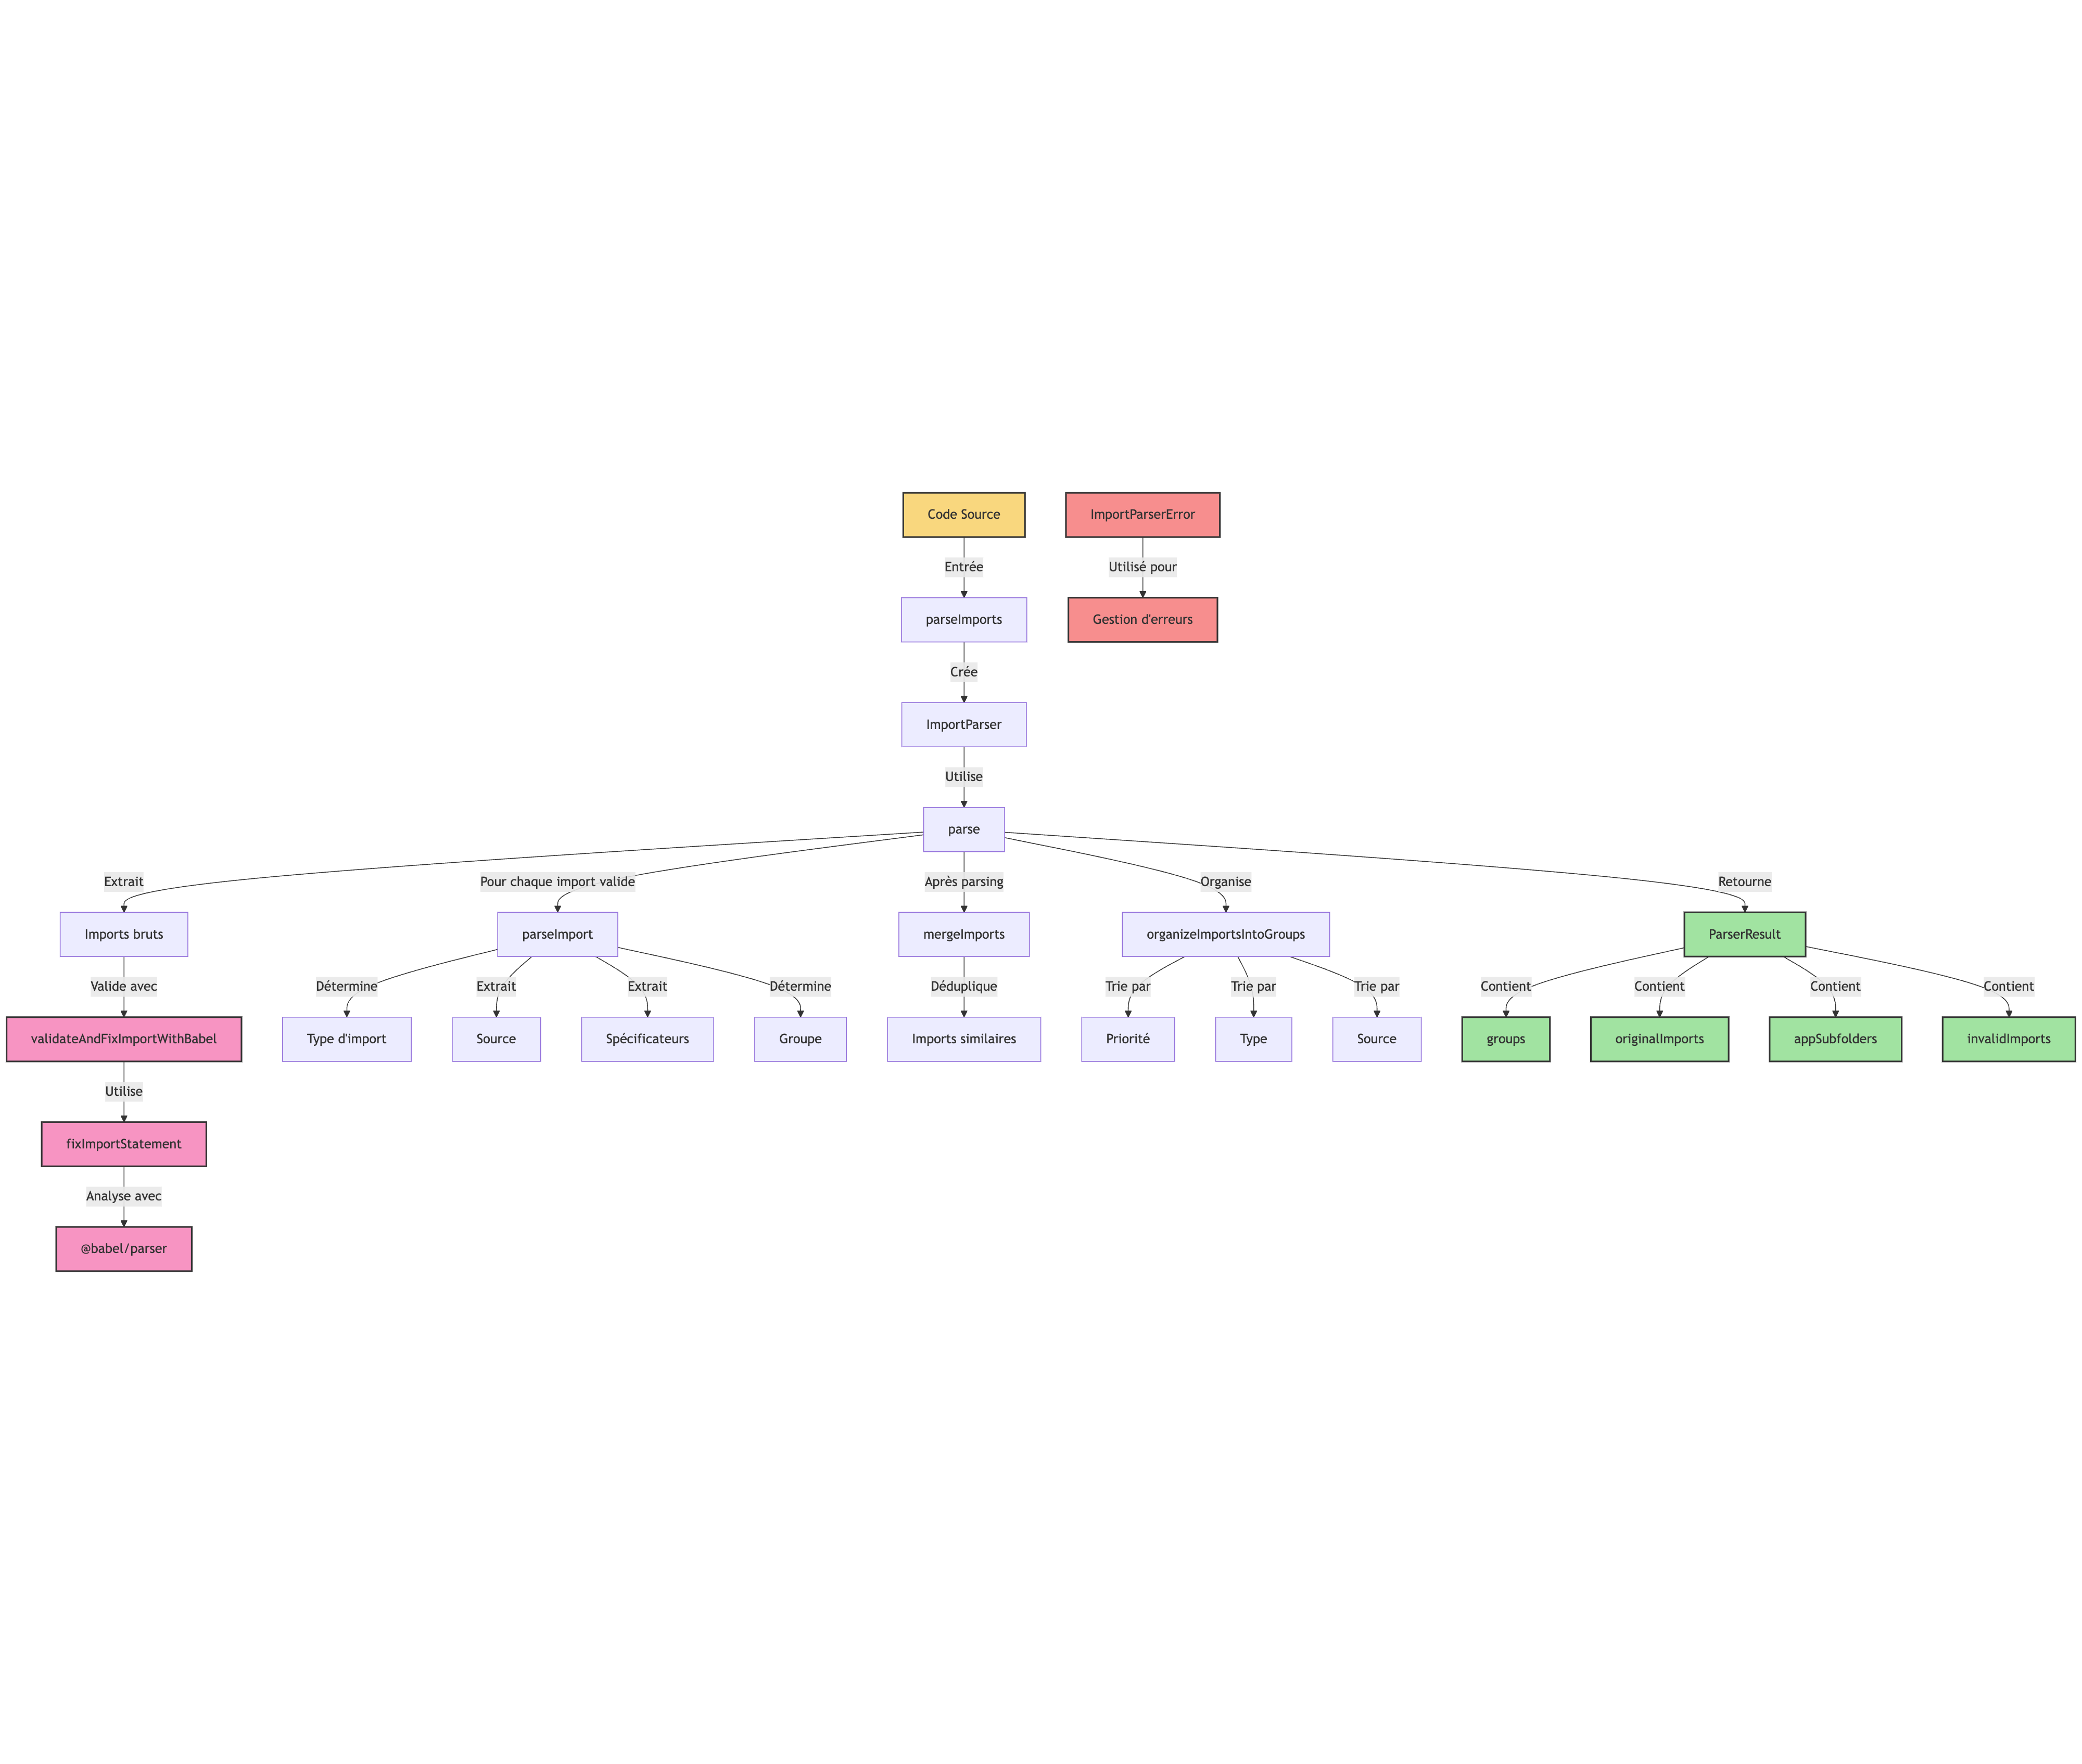 Code Source
ImportParserError
Entrée
Utilisé pour
parseImports
Gestion d'erreurs
Crée
ImportParser
Utilise
parse
Extrait
Pour chaque import valide
Après parsing
Organise
Retourne
Imports bruts
parseImport
mergeImports
organizeImportsIntoGroups
ParserResult
Valide avec
Détermine
Extrait
Extrait
Détermine
Déduplique
Trie par
Trie par
Trie par
Contient
Contient
Contient
Contient
validateAndFixImportWithBabel
Type d'import
Source
Spécificateurs
Groupe
Imports similaires
Priorité
Type
Source
groups
originalImports
appSubfolders
invalidImports
Utilise
fixImportStatement
Analyse avec
@babel/parser